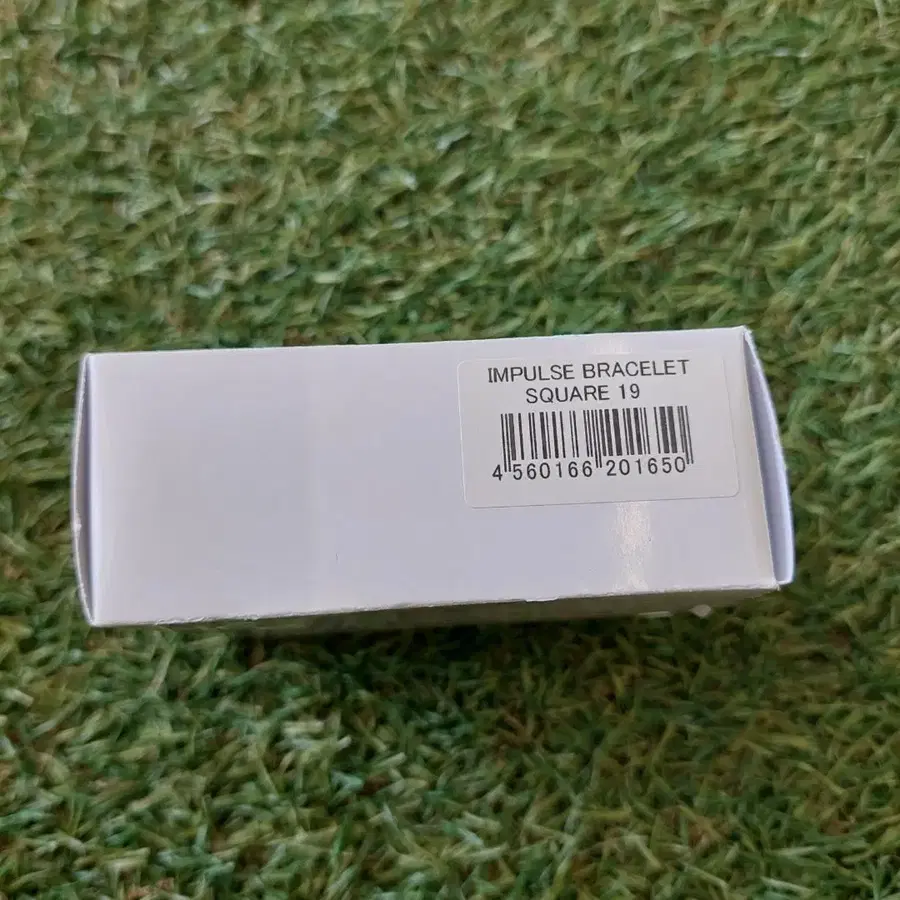 IMPULSE BRACELET
SQUARE 19
4 560166 201650